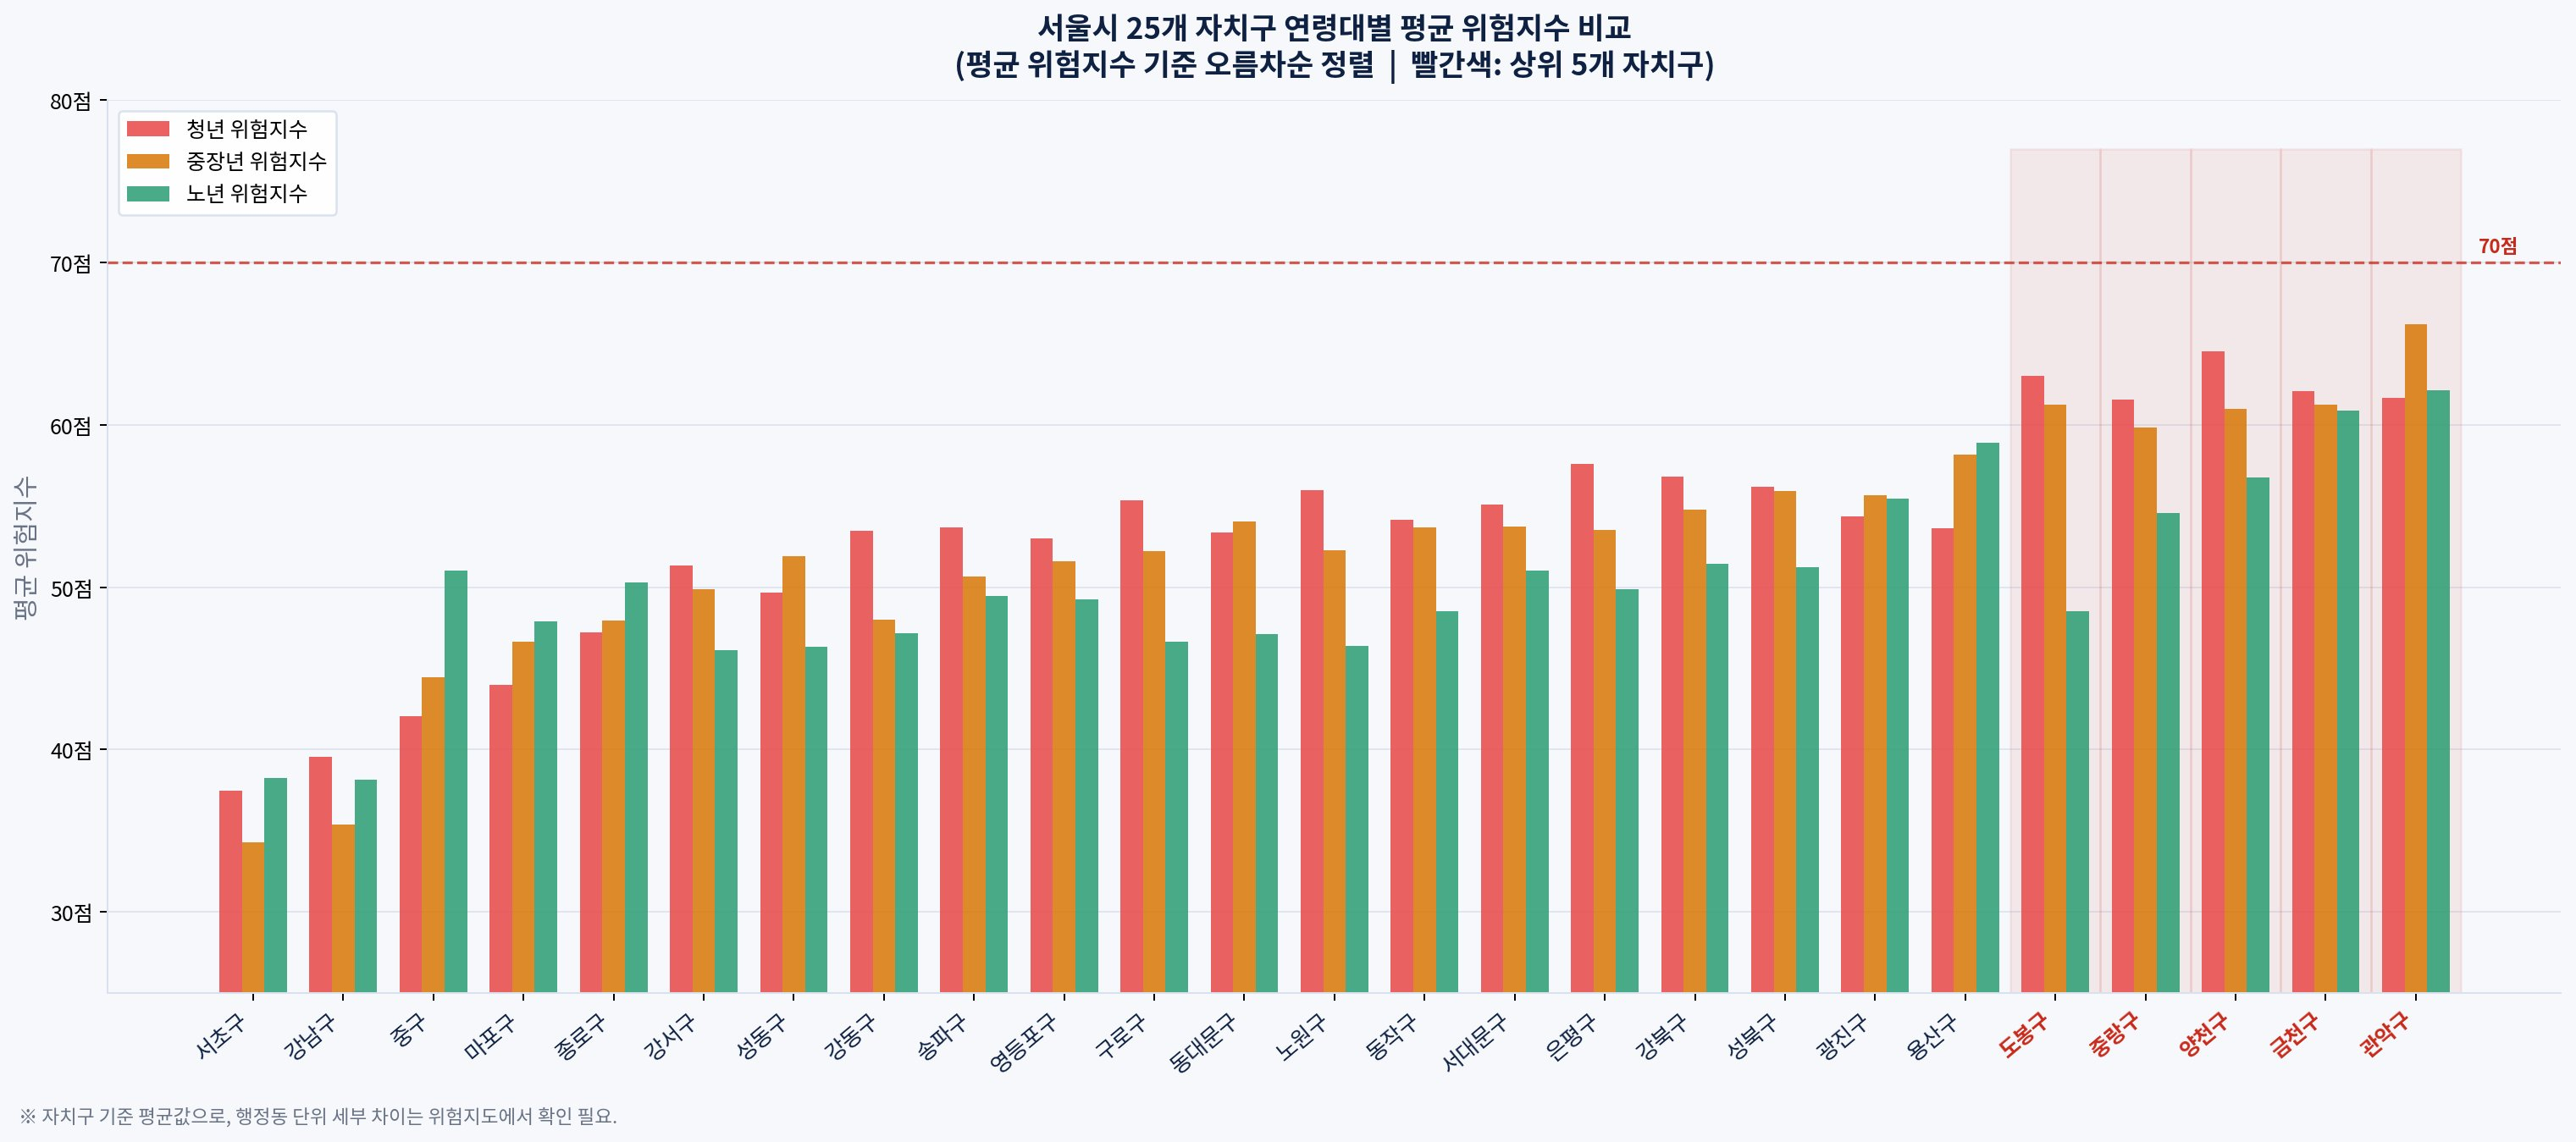 서울시 25개 자치구 연령대별 평균 위험지수 비교
(평균 위험지수 기준 오름차순 정렬 | 빨간색: 상위 5개 자치구)
청년 위험지수
중장년 위험지수
노년 위험지수
80점
70점
60점
50점
40점
30점
평균 위험지수
70점
서초구
강남구
중구
마포구
종로구
강서구
성동구
강동구
송파구
영등포구
구로구
동대문구
노원구
동작구
서대문구
은평구
강북구
성북구
광진구
용산구
도봉구
중랑구
양천구
금천구
관악구
※ 자치구 기준 평균값으로, 행정동 단위 세부 차이는 위험지도에서 확인 필요.